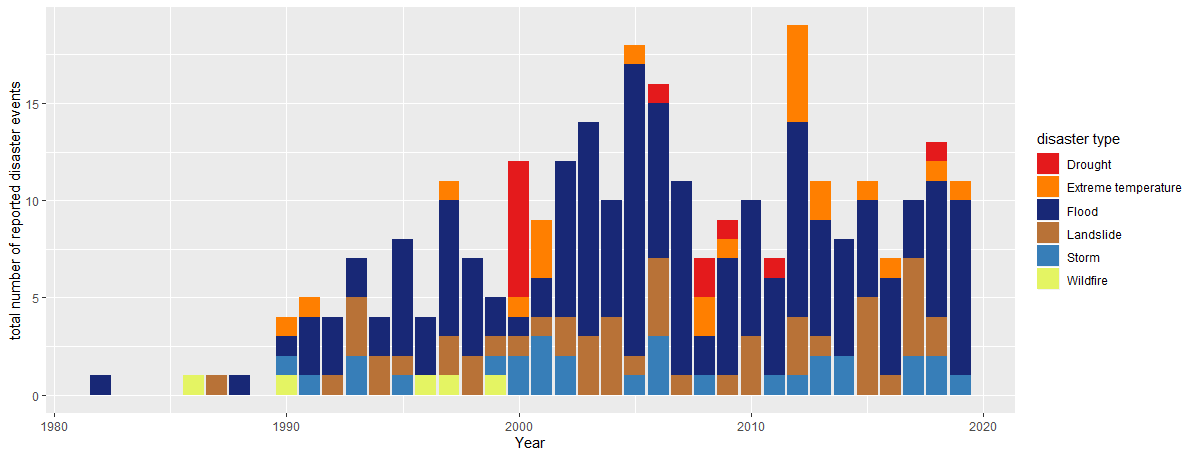 total number of reported disaster events
15
10
5
0
1980
1990
2000
2010
2020
Year
disaster type
Drought
Extreme temperature
Flood
Landslide
Storm
Wildfire